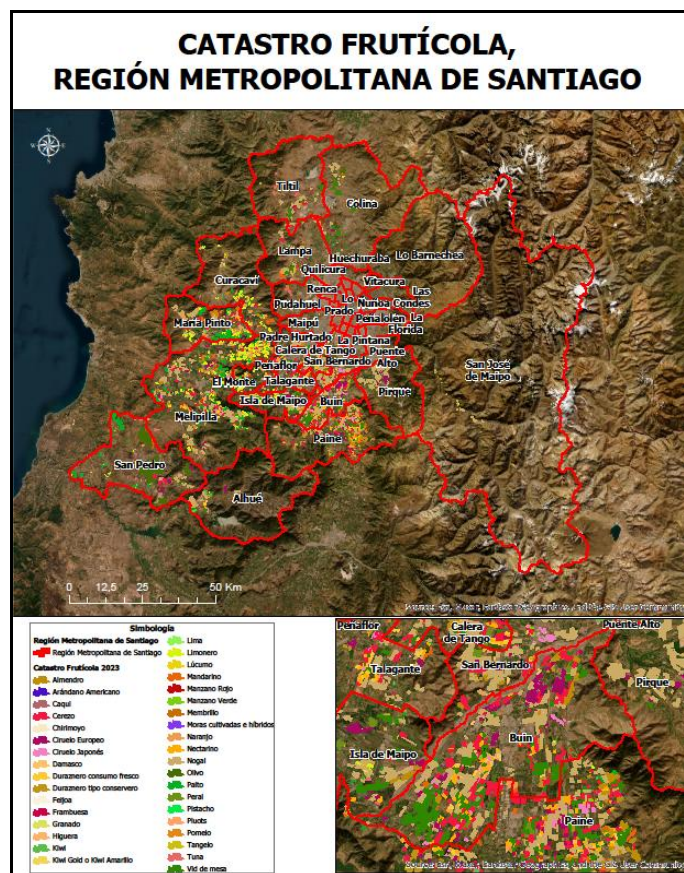 CATASTRO FRUTÍCOLA,
REGIÓN METROPOLITANA DE SANTIAGO
N
W
E
S
Tiltil
Colina
Lampa
Huechuraba
Lo Barnechea
Quilicura
Curacaví
Renca
Vitacura
Las
Pudahuel
Lo
Ñuñoa
Condes
Prado
María Pinto
Maipú
Peñalolén
La
Florida
Padre Hurtado
La Pintana
Calera de Tango
Puente
Peñaflor
San Bernardo
Alto
San José
de Maipo
El Monte
Talagante
Pirque
Isla de Maipo
Buin
Melipilla
Paine
San Pedro
Alhué
0 12,5 25 50 Km
Simbología
Región Metropolitana de Santiago
Región Metropolitana de Santiago
Catastro Frutícola 2023
Almendro
Arándano Americano
Caqui
Cerezo
Chirimoyo
Ciruelo Europeo
Ciruelo Japonés
Damasco
Duraznero consumo fresco
Duraznero tipo conservero
Feijoa
Frambuesa
Granado
Higuera
Kiwi
Kiwi Gold o Kiwi Amarillo
Lima
Limonero
Lúcumo
Mandarino
Manzano Rojo
Manzano Verde
Membrillo
Moras cultivadas e híbridos
Naranjo
Nectarino
Nogal
Olivo
Palto
Peral
Pistacho
Pluots
Pomelo
Tangelo
Tuna
Vid de mesa
Peñaflor
Calera
de Tango
Puente Alto
Talagante
San Bernardo
Pirque
Isla de Maipo
Buin
Paine